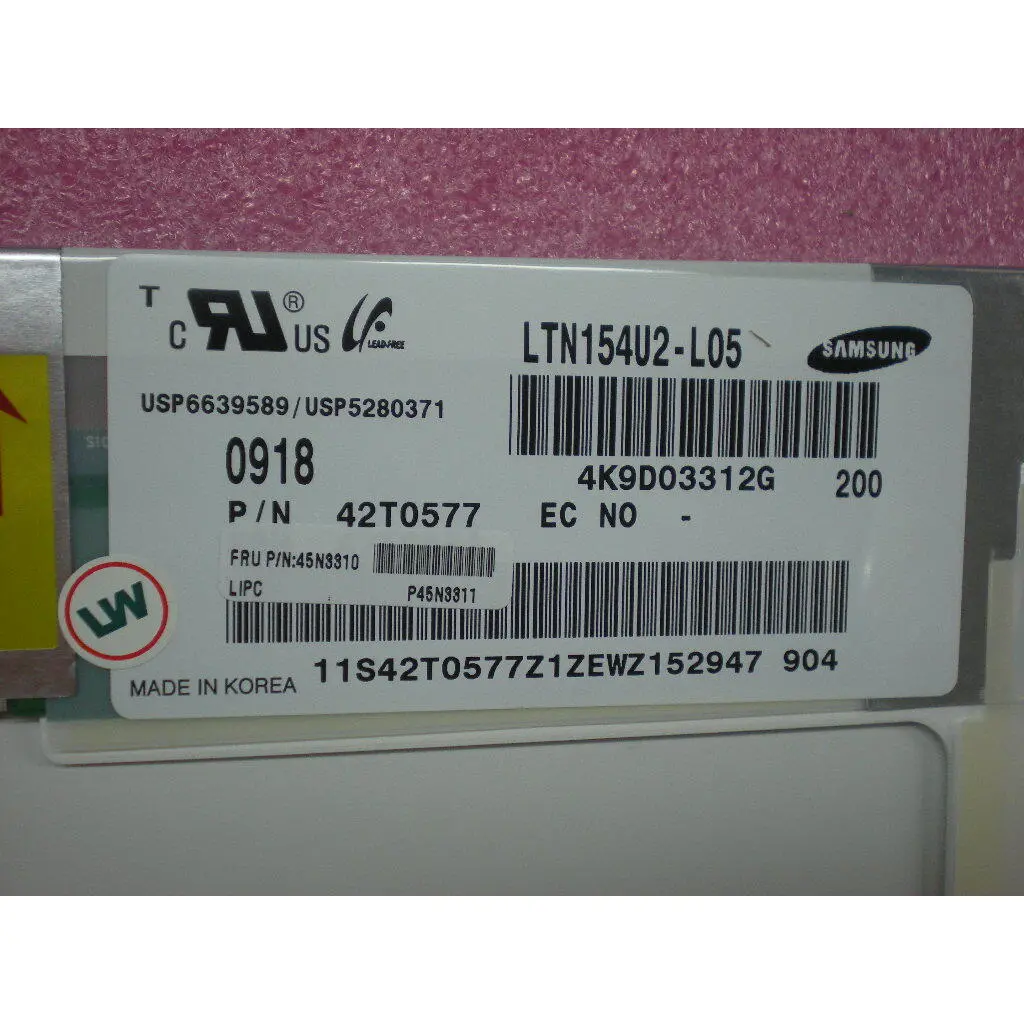 T
C RU ® US LEAD-FREE
LTN154U2-L05
SAMSUNG
USP6639589/USP5280371
0918
4K9D03312G 200
P/N 42T0577 EC NO -
FRU P/N:45N3310
LIPC P45N3311
LW
11S42T0577Z1ZEWZ152947 904
MADE IN KOREA